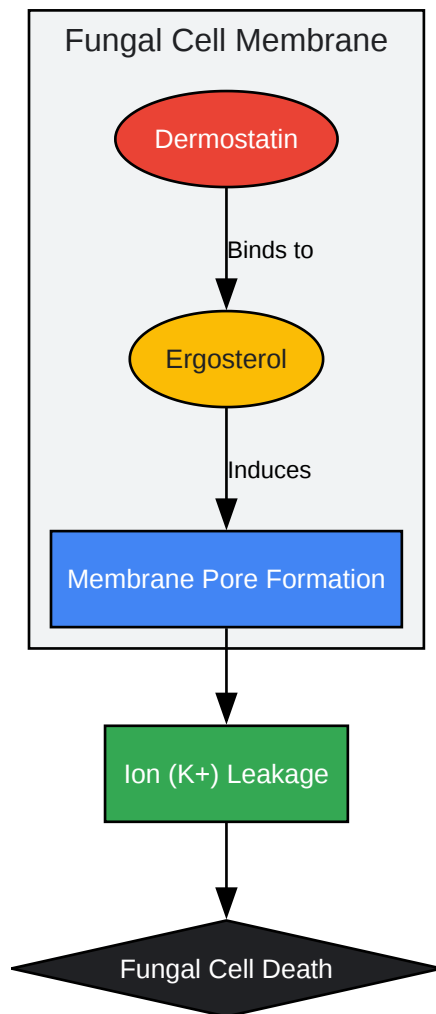 Fungal Cell Membrane
Dermostatin
Binds to
Ergosterol
Induces
Membrane Pore Formation
Ion (K+) Leakage
Fungal Cell Death